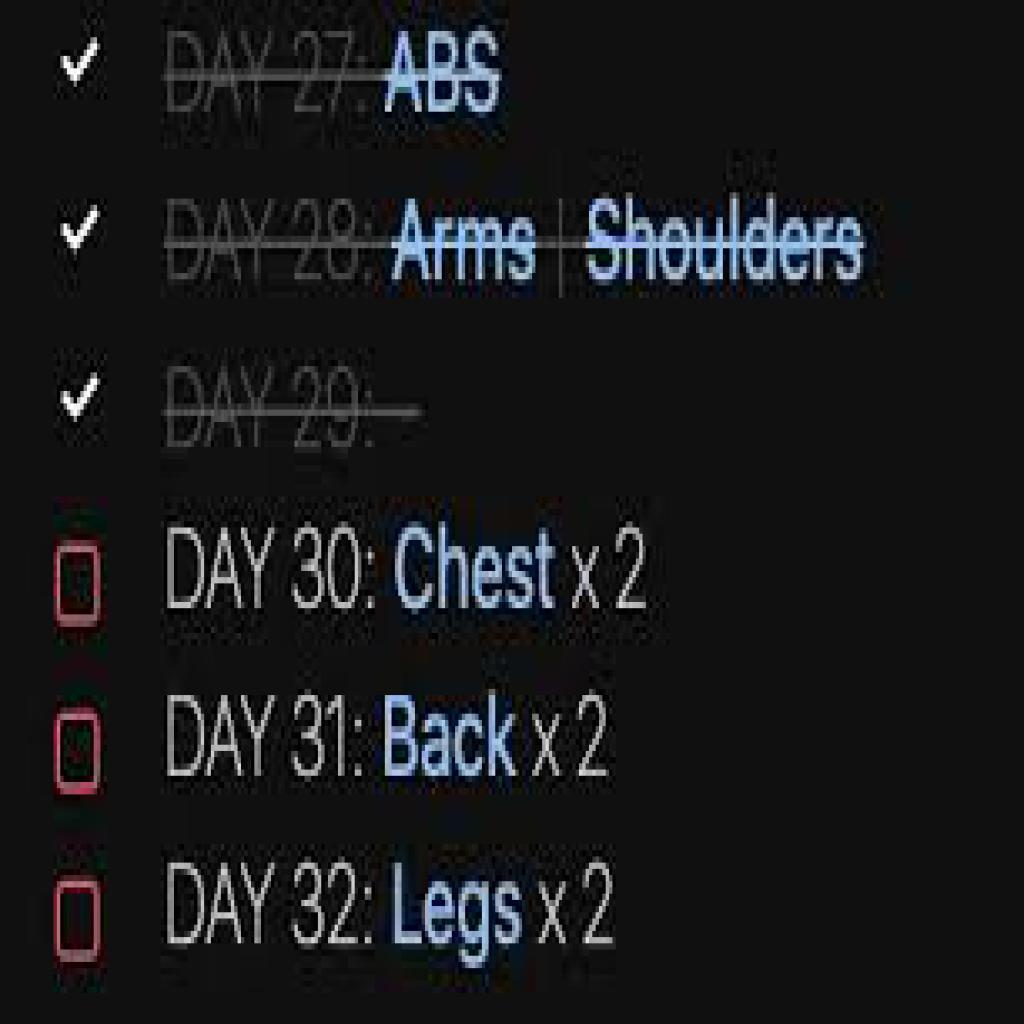 DAY 27: ABS
DAY 28: Arms | Shoulders
DAY 29:
DAY 30: Chest x 2
DAY 31: Back x 2
DAY 32: Legs x 2